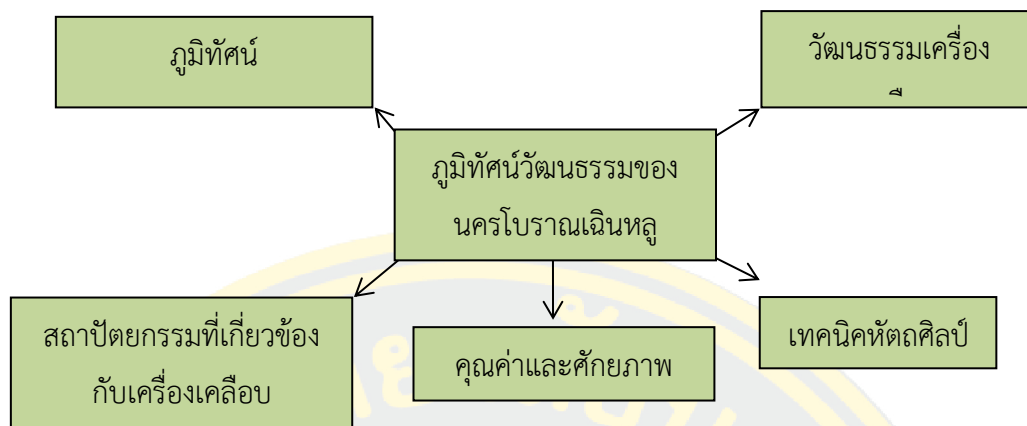 ภูมิทัศน์
วัฒนธรรมเครื่อง
ภูมิทัศน์วัฒนธรรมของ
นครโบราณเฉินหลู
สถาปัตยกรรมที่เกี่ยวข้อง
กับเครื่องเคลือบ
คุณค่าและศักยภาพ
เทคนิคหัตถศิลป์